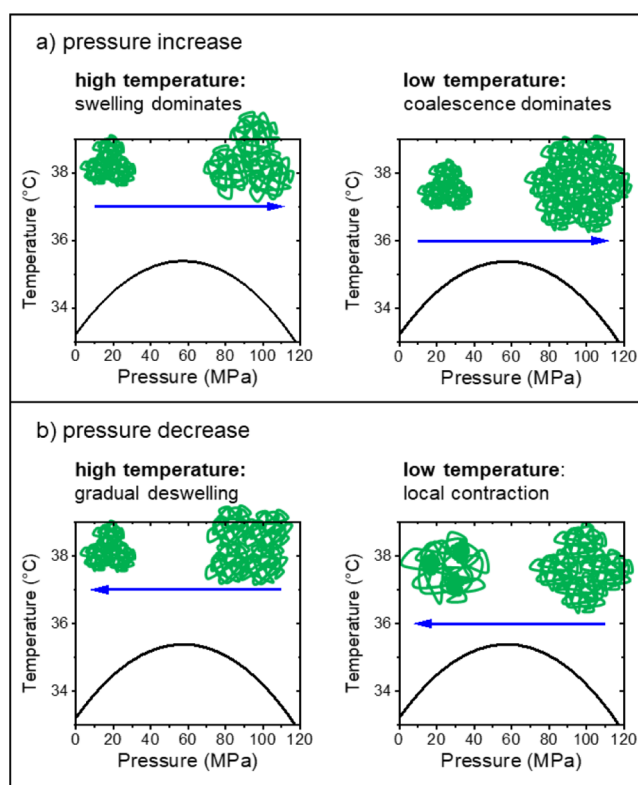 a) pressure increase
high temperature:
swelling dominates
low temperature:
coalescence dominates
Temperature (°C)
38
36
34
0 20 40 60 80 100 120
Pressure (MPa)
Temperature (°C)
38
36
34
0 20 40 60 80 100 120
Pressure (MPa)
b) pressure decrease
high temperature:
gradual deswelling
low temperature:
local contraction
Temperature (°C)
38
36
34
0 20 40 60 80 100 120
Pressure (MPa)
Temperature (°C)
38
36
34
0 20 40 60 80 100 120
Pressure (MPa)